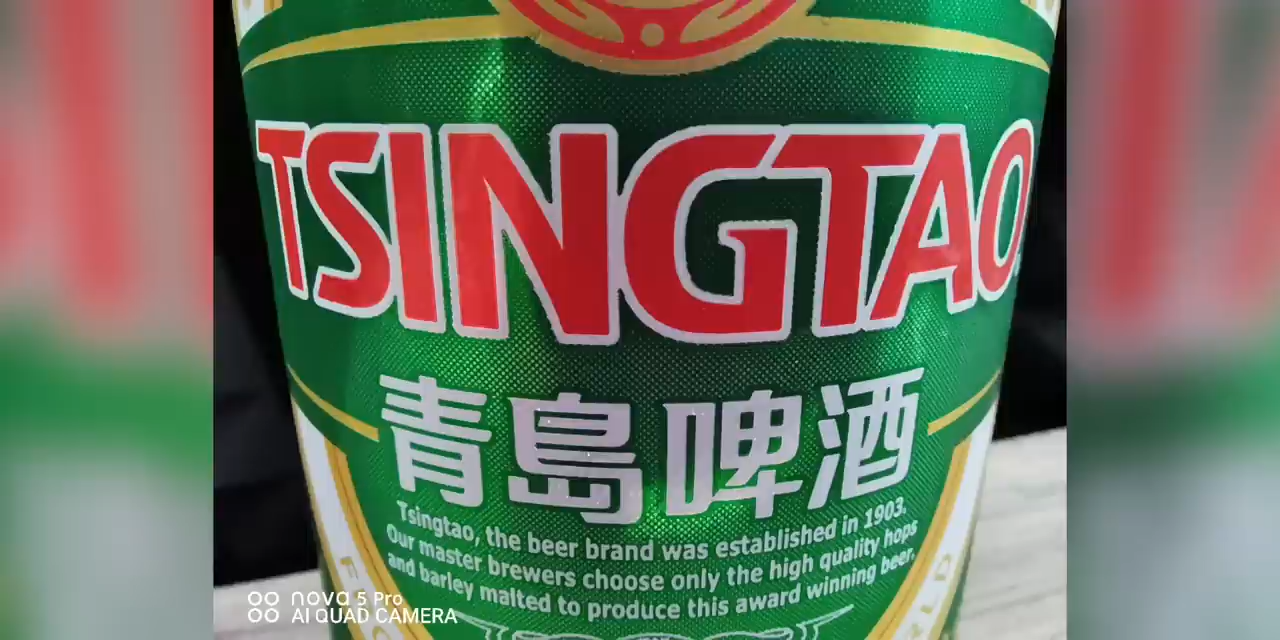 TSINGTAO
青島啤酒
Tsingtao, the beer brand was established in 1903.
Our master brewers choose only the high quality hops
and barley malted to produce this award winning beer.
nova 5 Pro
AI QUAD CAMERA